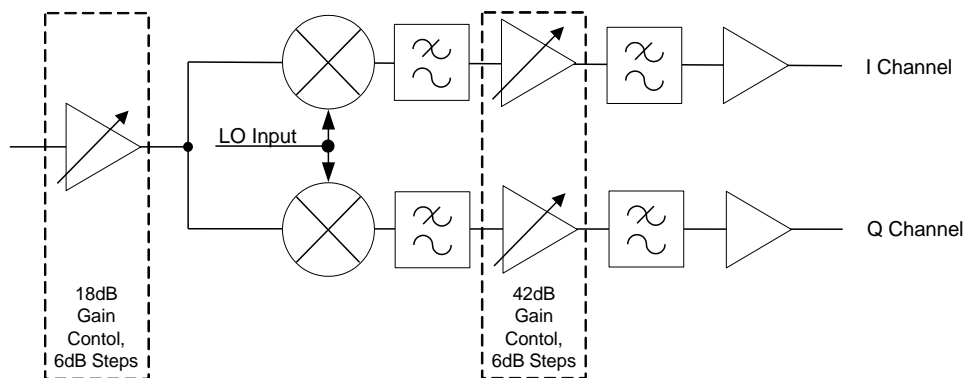 I Channel
LO Input
Q Channel
18dB
Gain
Contol,
6dB Steps
42dB
Gain
Contol,
6dB Steps